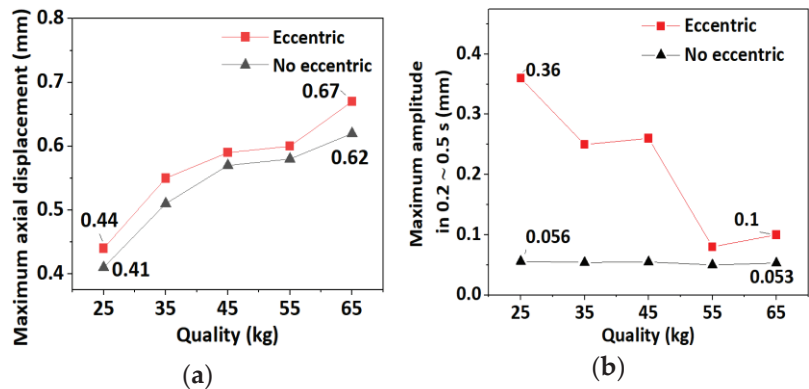 0.8
0.7
0.6
0.5
0.4
Maximum axial displacement (mm)
Eccentric
No eccentric
0.67
0.62
0.44
0.41
25 35 45 55 65
Quality (kg)
(a)
0.4
0.3
0.2
0.1
0.0
Maximum amplitude
in 0.2 ~ 0.5 s (mm)
Eccentric
No eccentric
0.36
0.056
0.1
0.053
25 35 45 55 65
Quality (kg)
(b)